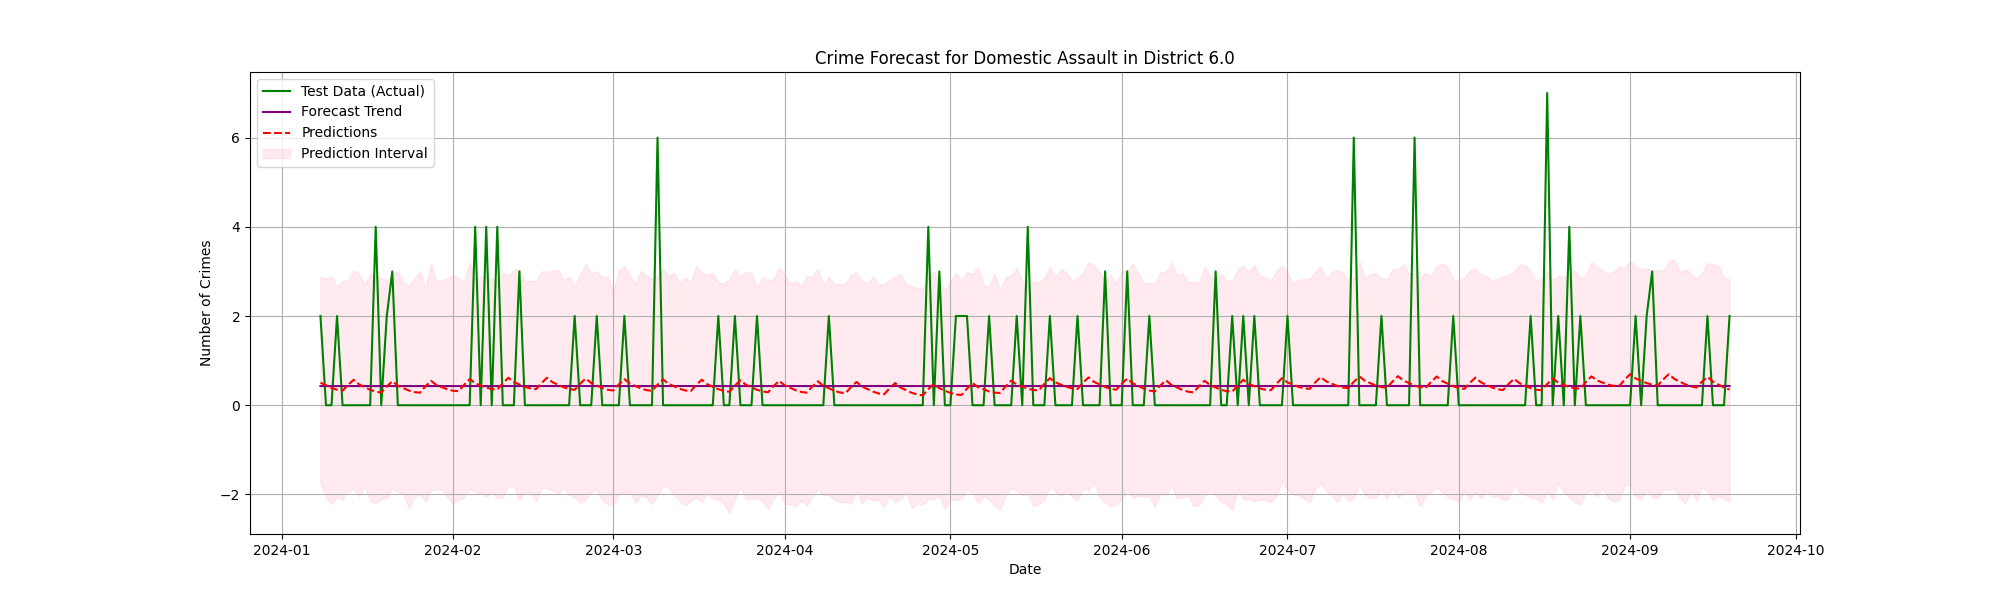 Crime Forecast for Domestic Assault in District 6.0
Test Data (Actual)
Forecast Trend
Predictions
Prediction Interval
Number of Crimes
6
4
2
0
−2
2024-01 2024-02 2024-03 2024-04 2024-05 2024-06 2024-07 2024-08 2024-09 2024-10
Date